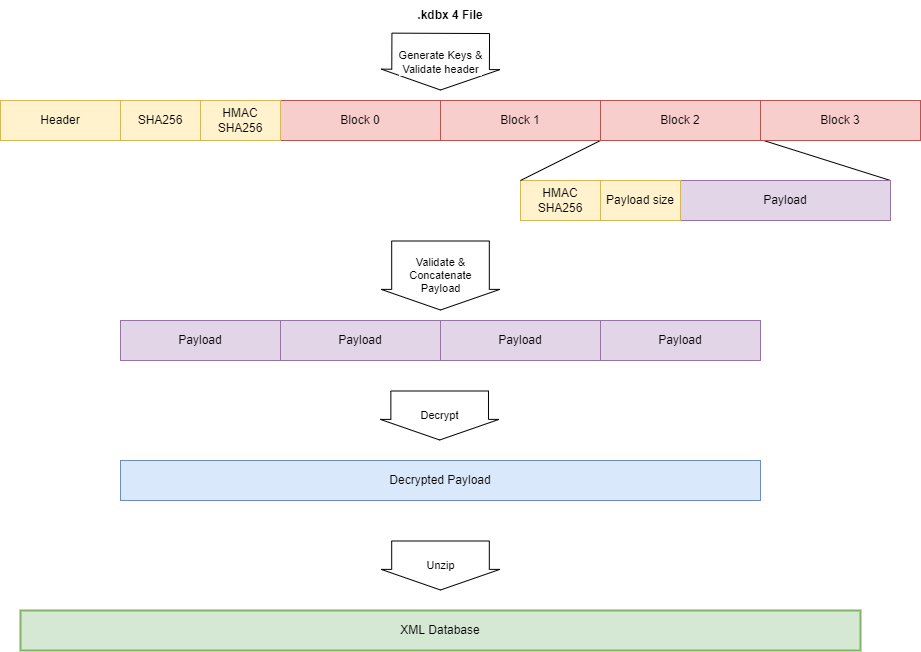 .kdbx 4 File
Generate Keys &
Validate header
Header
SHA256
HMAC
SHA256
Block 0
Block 1
Block 2
Block 3
HMAC
SHA256
Payload size
Payload
Validate &
Concatenate
Payload
Payload
Payload
Payload
Payload
Decrypt
Decrypted Payload
Unzip
XML Database